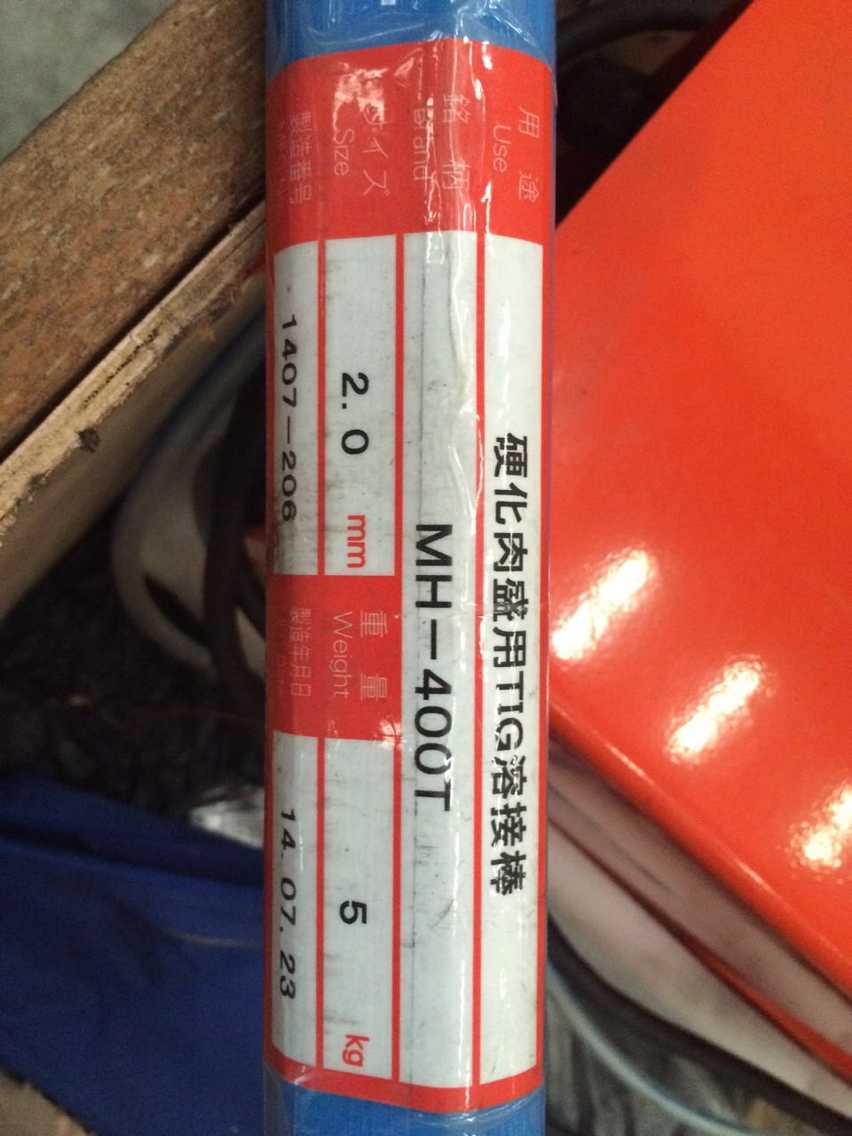 用途 硬化肉盛用TIG溶接棒
Use
銘柄 MH-400T
Brand
サイズ 2.0 mm 重量 5 kg
Size Weight
製造番号 1407-206 製造年月日 14.07.23